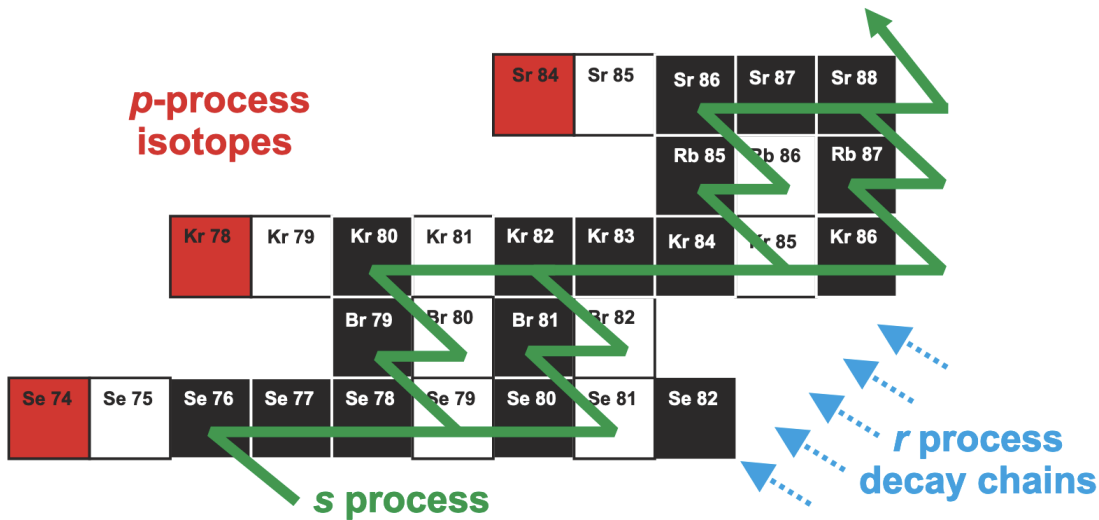 Sr 84 Sr 85 Sr 86 Sr 87 Sr 88
p-process
isotopes
Rb 85 Rb 86 Rb 87
Kr 78 Kr 79 Kr 80 Kr 81 Kr 82 Kr 83 Kr 84 Kr 85 Kr 86
Br 79 Br 80 Br 81 Br 82
Se 74 Se 75 Se 76 Se 77 Se 78 Se 79 Se 80 Se 81 Se 82
r process
decay chains
s process